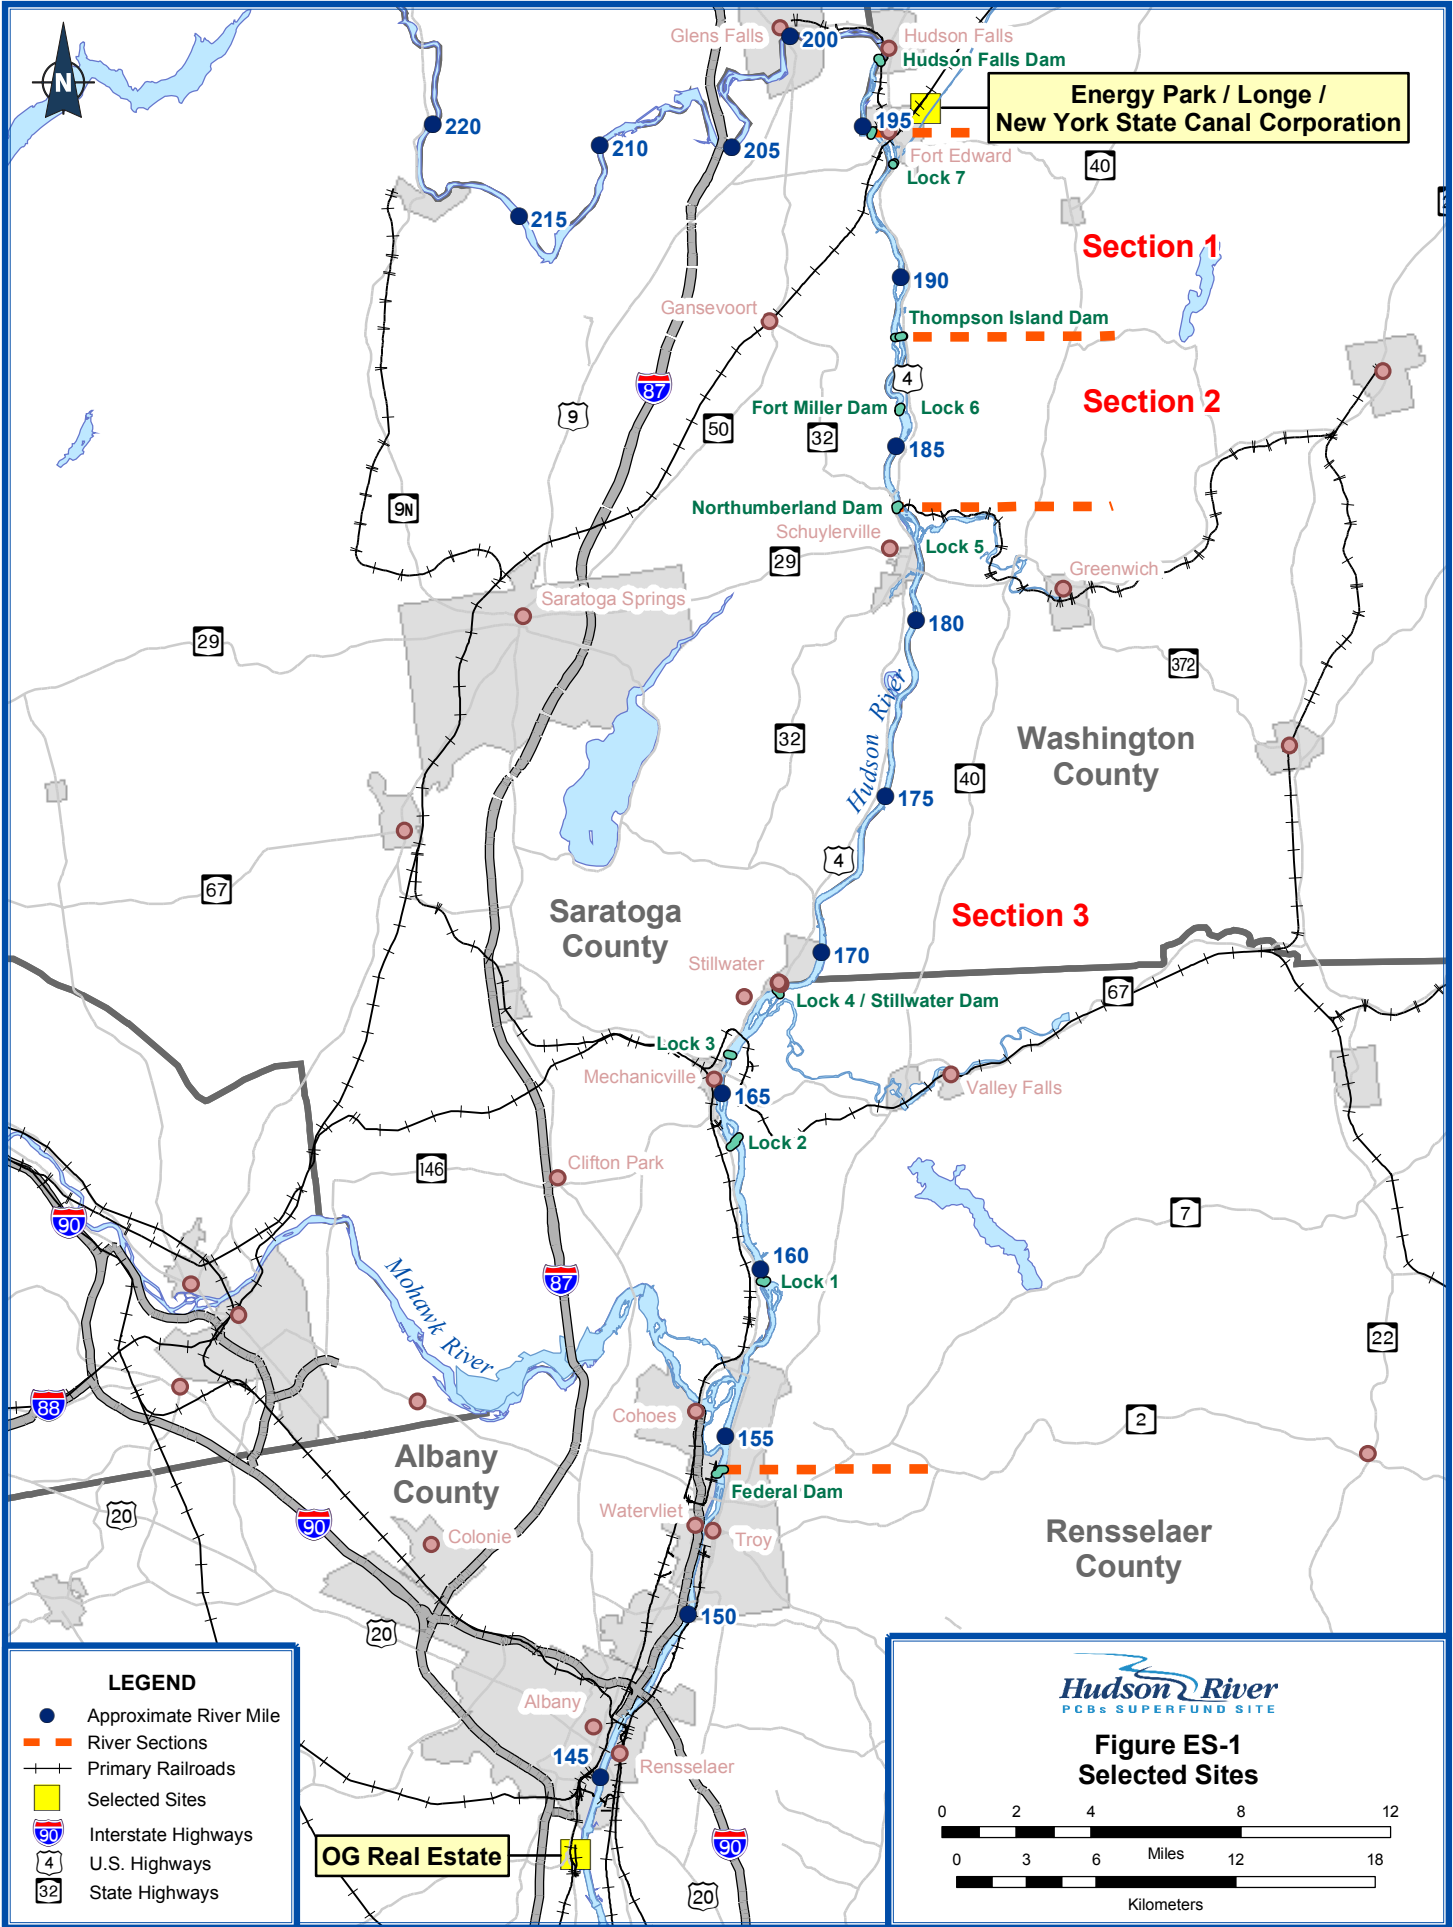 N
Glens Falls
200
Hudson Falls
Hudson Falls Dam
Energy Park / Longe /
New York State Canal Corporation
220
210
205
195
Fort Edward
Lock 7
40
215
Section 1
190
Gansevoort
Thompson Island Dam
87
4
9
50
32
Fort Miller Dam
Lock 6
Section 2
185
9N
Northumberland Dam
Schuylerville
Lock 5
29
Greenwich
Saratoga Springs
180
29
372
Hudson River
32
Washington
County
40
175
4
67
Saratoga
County
Section 3
170
Stillwater
67
Lock 4 / Stillwater Dam
Lock 3
Mechanicville
165
Valley Falls
Lock 2
146
Clifton Park
90
7
160
Lock 1
87
Mohawk River
22
88
Cohoes
2
155
Albany
County
Federal Dam
20
90
Watervliet
Troy
Colonie
Rensselaer
County
150
20
Albany
145
Rensselaer
90
OG Real Estate
20
LEGEND
Approximate River Mile
River Sections
Primary Railroads
Selected Sites
90 Interstate Highways
4 U.S. Highways
32 State Highways
Hudson River
PCBs SUPERFUND SITE
Figure ES-1
Selected Sites
0 2 4 8 12
Miles
0 3 6 12 18
Kilometers